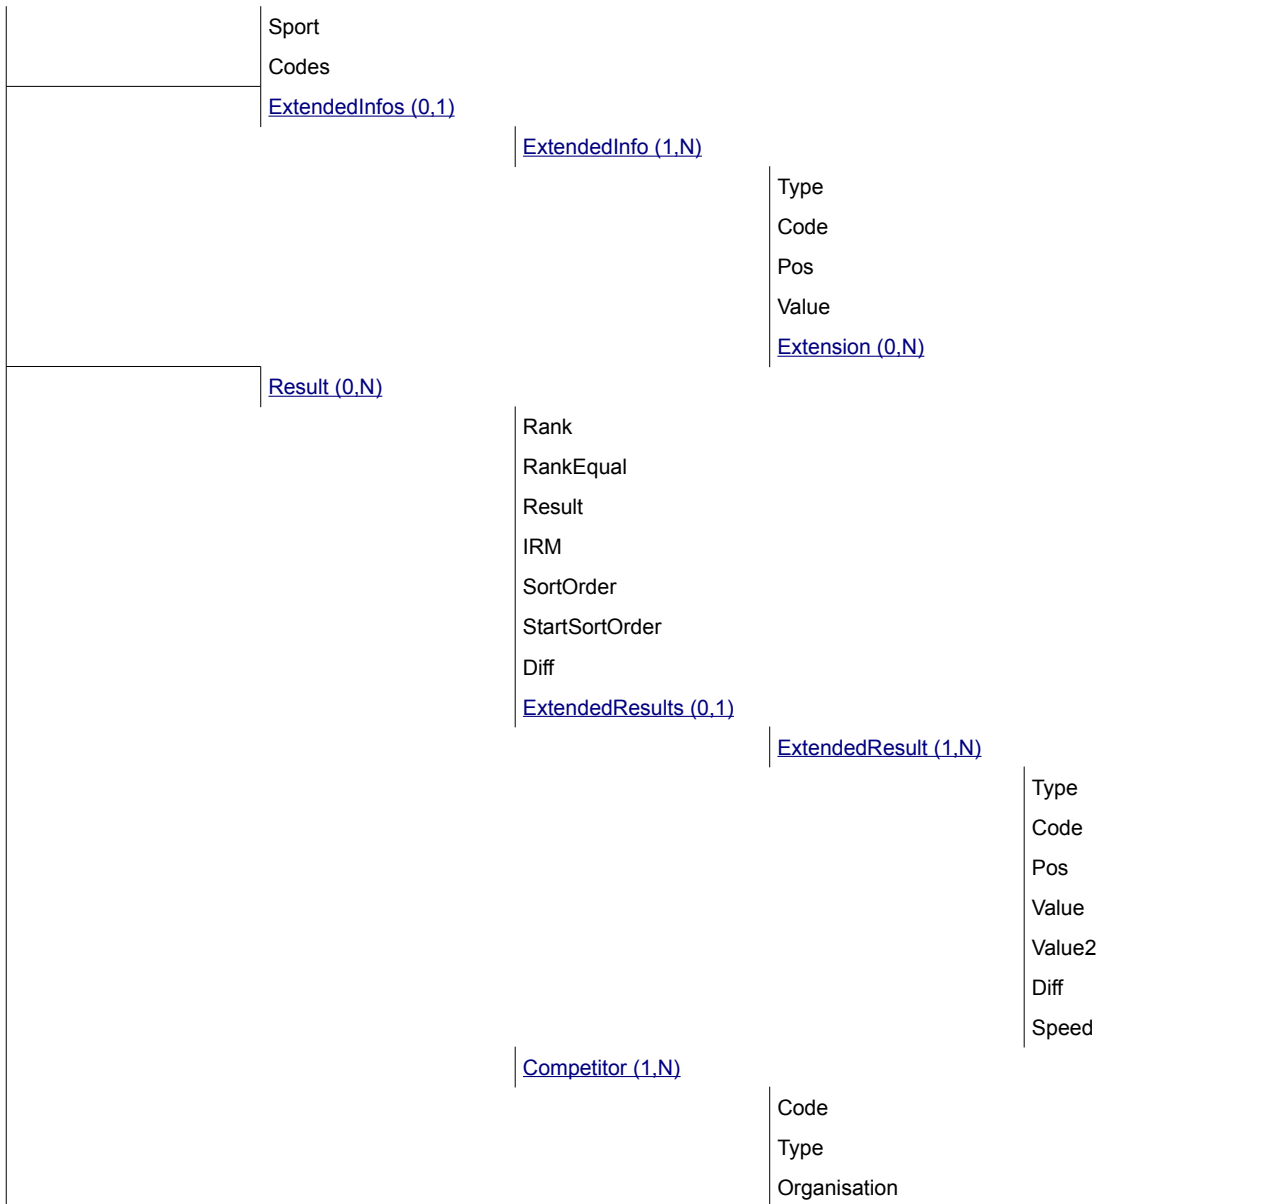 Sport
Codes
ExtendedInfos (0,1)
ExtendedInfo (1,N)
Type
Code
Pos
Value
Extension (0,N)
Result (0,N)
Rank
RankEqual
Result
IRM
SortOrder
StartSortOrder
Diff
ExtendedResults (0,1)
ExtendedResult (1,N)
Type
Code
Pos
Value
Value2
Diff
Speed
Competitor (1,N)
Code
Type
Organisation